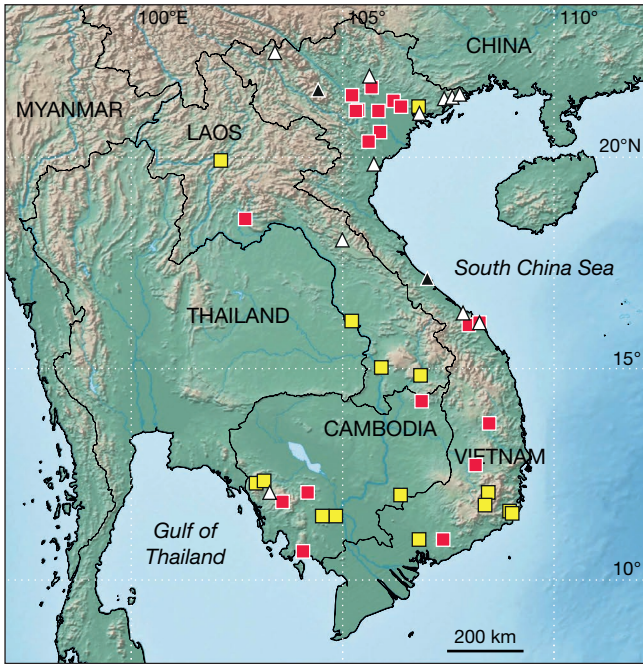 100°E 105° 110°
CHINA
MYANMAR
LAOS
20°N
South China Sea
THAILAND
15°
CAMBODIA
VIETNAM
Gulf of
Thailand
10°
200 km